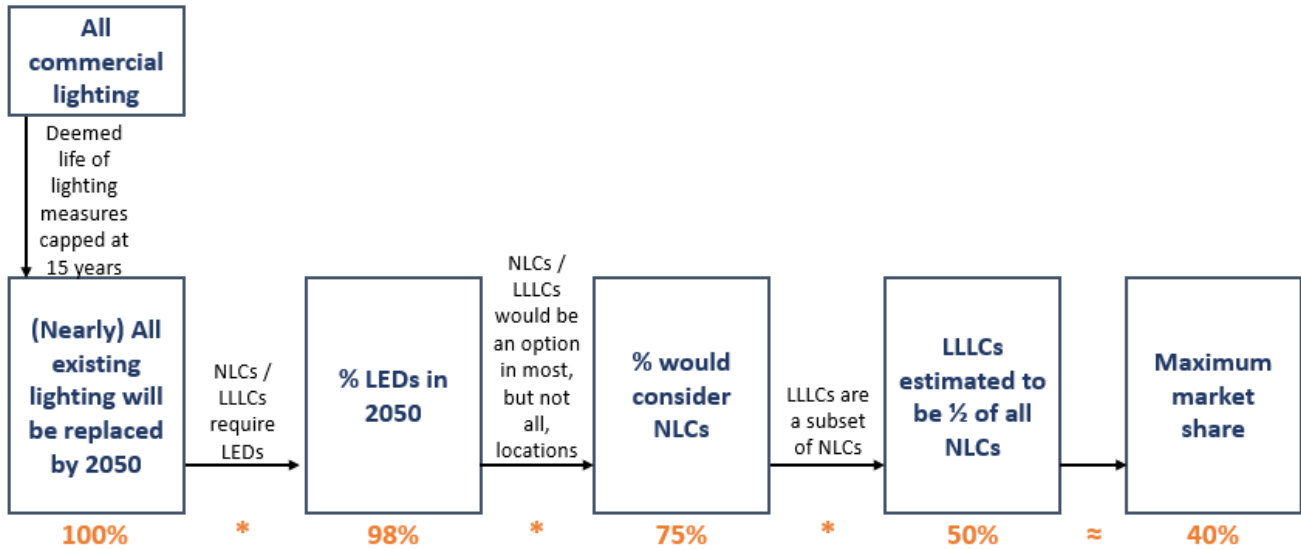 All
commercial
lighting
Deemed
life of
lighting
measures
capped at
15 years
(Nearly) All
existing
lighting will
be replaced
by 2050
NLCs /
LLLCs
require
LEDs
% LEDs in
2050
NLCs /
LLLCs
would be
an option
in most,
but not
all,
locations
% would
consider
NLCs
LLLCs are
a subset
of NLCs
LLLCs
estimated to
be ½ of all
NLCs
Maximum
market
share
100% * 98% * 75% * 50% ≈ 40%